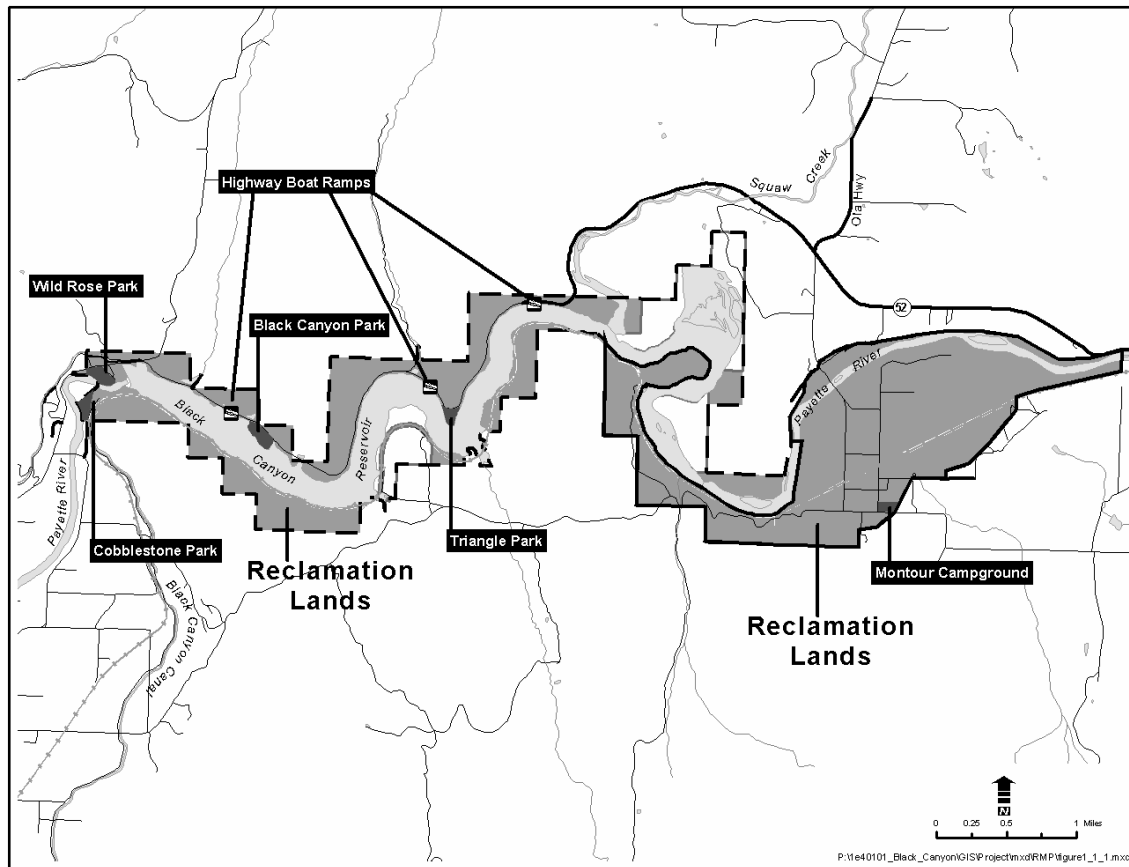 Squaw
Creek
Ola Hwy
Highway Boat Ramps
Wild Rose Park
Black Canyon Park
52
Payette
River
Black
Canyon
Reservoir
Payette River
Cobblestone Park
Triangle Park
Montour Campground
Reclamation
Lands
Reclamation
Lands
Black Canyon Canal
N
0 0.25 0.5 1 Miles
P:\1e40101_Black_Canyon\GIS\Project\mxd\RMP\figure1_1_1.mxd